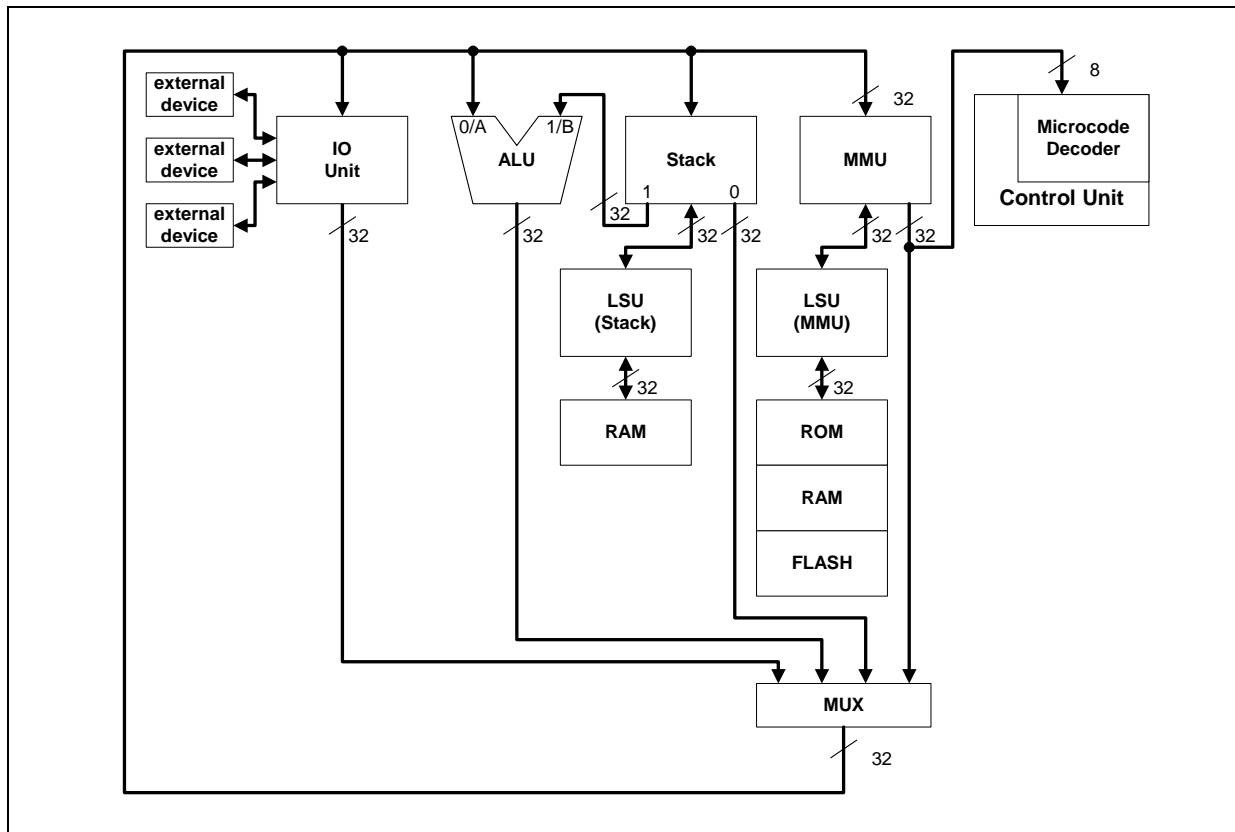 8
external
device
32
0/A
1/B
IO
Unit
ALU
Stack
MMU
Microcode
Decoder
external
device
1
0
Control Unit
external
device
32
32
32
32
32
32
32
LSU
(Stack)
LSU
(MMU)
32
32
RAM
ROM
RAM
FLASH
MUX
32